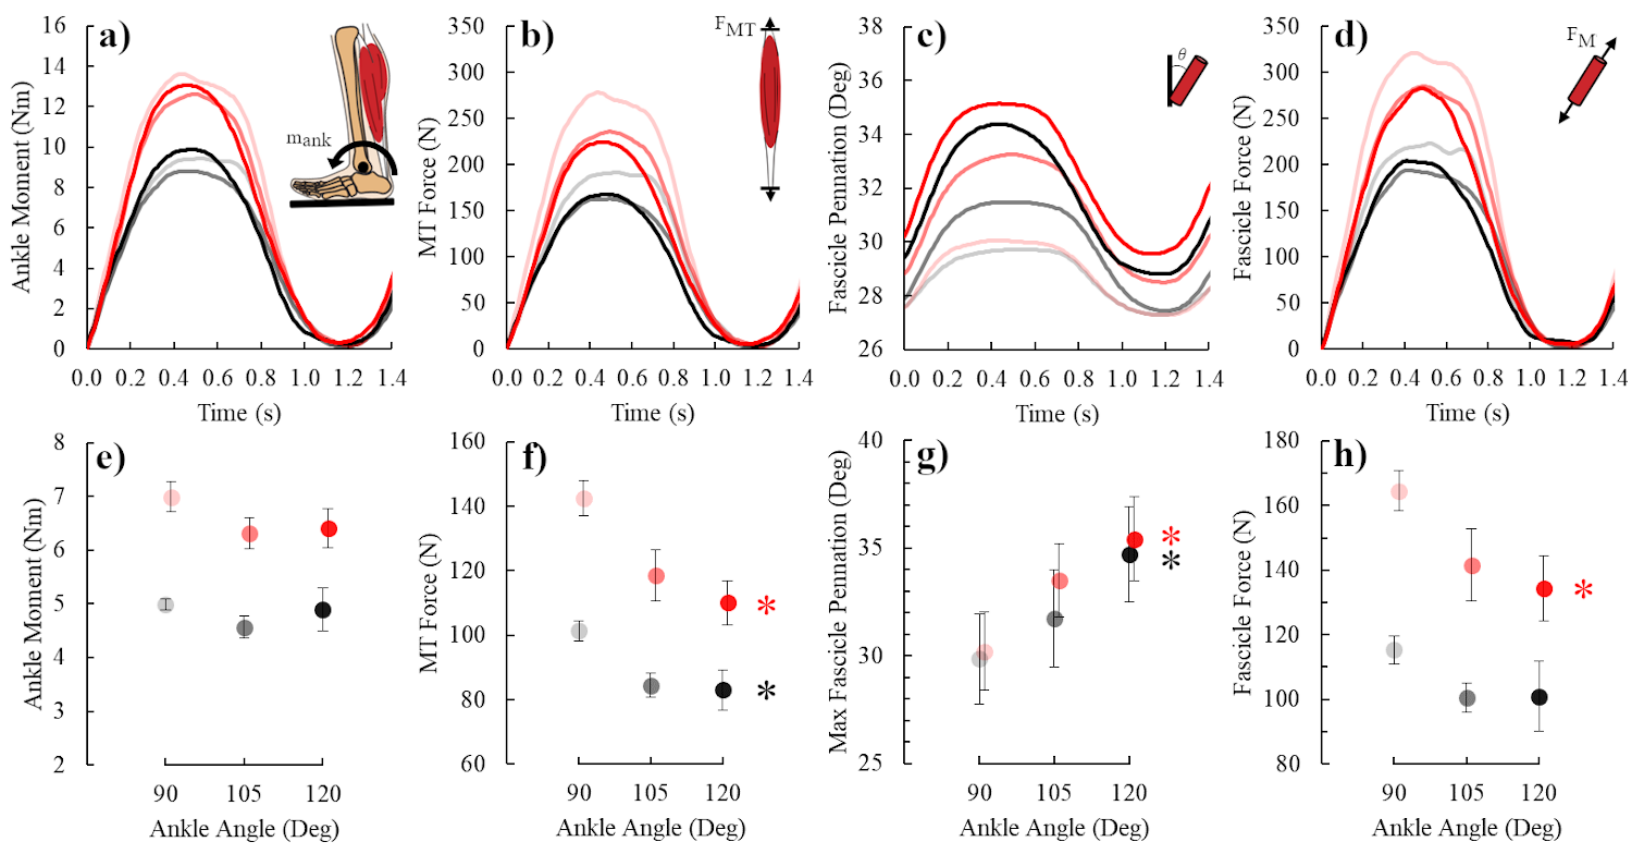 a)
Ankle Moment (Nm)
16
14
12
10
8
6
4
2
0
m ank
0.0 0.2 0.4 0.6 0.8 1.0 1.2 1.4
Time (s)
b)
F MT
MT Force (N)
350
300
250
200
150
100
50
0
0.0 0.2 0.4 0.6 0.8 1.0 1.2 1.4
Time (s)
c)
θ
Fascicle Pennation (Deg)
38
36
34
32
30
28
26
0.0 0.2 0.4 0.6 0.8 1.0 1.2 1.4
Time (s)
d)
F M
Fascicle Force (N)
350
300
250
200
150
100
50
0
0.0 0.2 0.4 0.6 0.8 1.0 1.2 1.4
Time (s)
e)
Ankle Moment (Nm)
8
7
6
5
4
3
2
90 105 120
Ankle Angle (Deg)
f)
MT Force (N)
160
140
120
100
80
60
*
*
90 105 120
Ankle Angle (Deg)
g)
Max Fascicle Pennation (Deg)
40
35
30
25
*
*
90 105 120
Ankle Angle (Deg)
h)
Fascicle Force (N)
180
160
140
120
100
80
*
90 105 120
Ankle Angle (Deg)